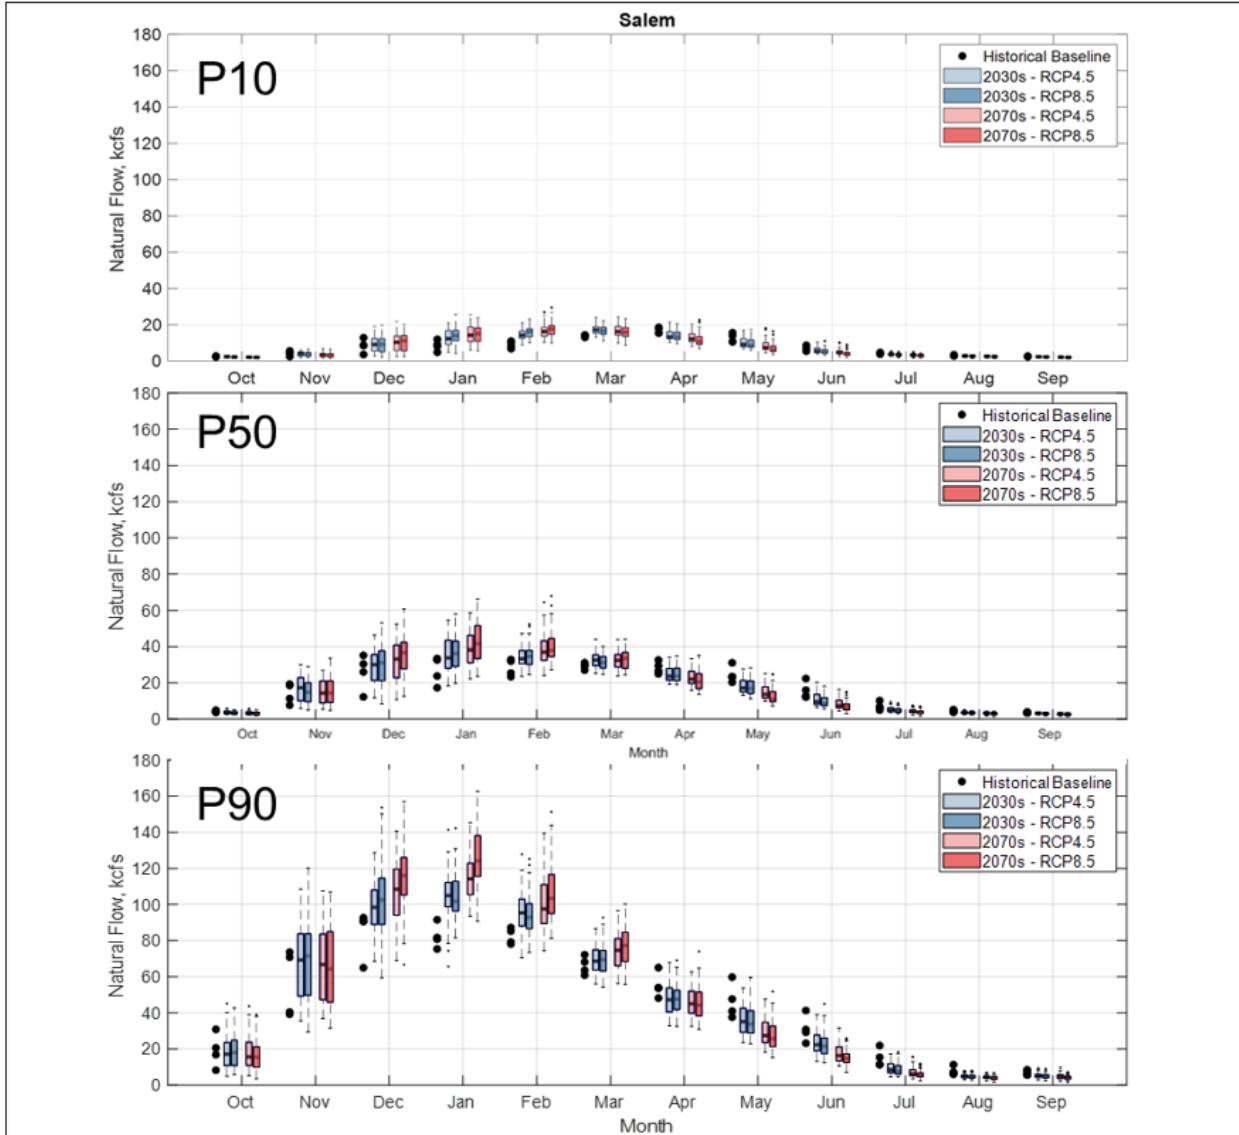 Salem
P10
Natural Flow, kcfs
180
160
140
120
100
80
60
40
20
0
Historical Baseline
2030s - RCP4.5
2030s - RCP8.5
2070s - RCP4.5
2070s - RCP8.5
Oct Nov Dec Jan Feb Mar Apr May Jun Jul Aug Sep
P50
Natural Flow, kcfs
180
160
140
120
100
80
60
40
20
0
Historical Baseline
2030s - RCP4.5
2030s - RCP8.5
2070s - RCP4.5
2070s - RCP8.5
Oct Nov Dec Jan Feb Mar Apr May Jun Jul Aug Sep
Month
P90
Natural Flow, kcfs
180
160
140
120
100
80
60
40
20
0
Historical Baseline
2030s - RCP4.5
2030s - RCP8.5
2070s - RCP4.5
2070s - RCP8.5
Oct Nov Dec Jan Feb Mar Apr May Jun Jul Aug Sep
Month